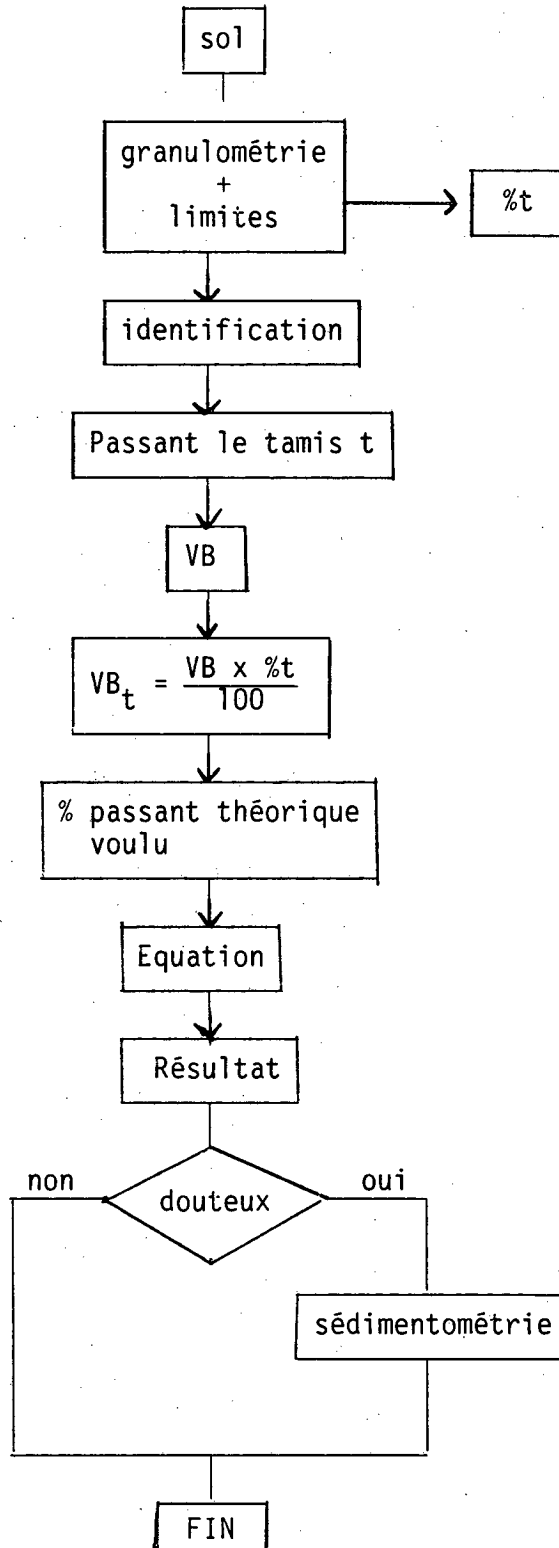 sol
granulométrie
+
limites
%t
identification
Passant le tamis t
VB
VB_t = VB x %t / 100
% passant théorique
voulu
Equation
Résultat
non
douteux
oui
sédimentométrie
FIN